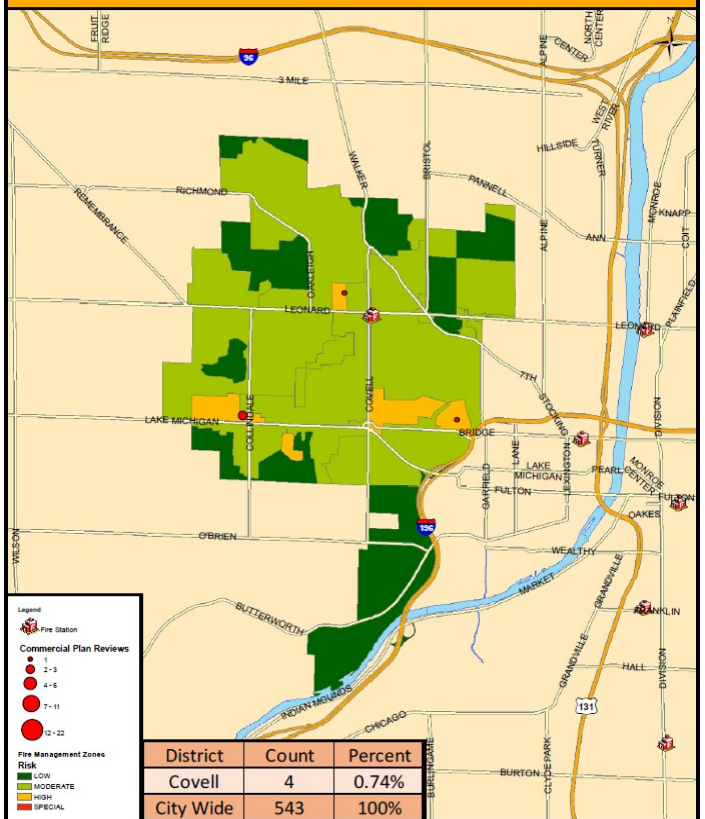 FRUIT
RIDGE
ALPINE
CENTER
NORTH
CENTER
N
96
3 MILE
WEST
RIVER
HILLSIDE
TURNER
WALKER
BRISTOL
PANNELL
MONROE
KNAPP
RICHMOND
REMEMBRANCE
ALPINE
ANN
COIT
OAKLEIGH
PLAINFIELD
LEONARD
LEONARD
7TH
COVELL
STOCKING
LAKE MICHIGAN
COLLINDALE
BRIDGE
DIVISION
LANE
LEXINGTON
LAKE
MICHIGAN
PEARL
MONROE
CENTER
GARFIELD
FULTON
FULTON
OAKES
196
WILSON
O'BRIEN
WEALTHY
MARKET
GRANDVILLE
BUTTERWORTH
FRANKLIN
GRANDVILLE
HALL
DIVISION
INDIAN MOUNDS
CHICAGO
131
BURLINGAME
CLYDE PARK
BURTON
Legend
Fire Station
Commercial Plan Reviews
1
2 - 3
4 - 6
7 - 11
12 - 22
Fire Management Zones
Risk
LOW
MODERATE
HIGH
SPECIAL
District Count Percent
Covell 4 0.74%
City Wide 543 100%